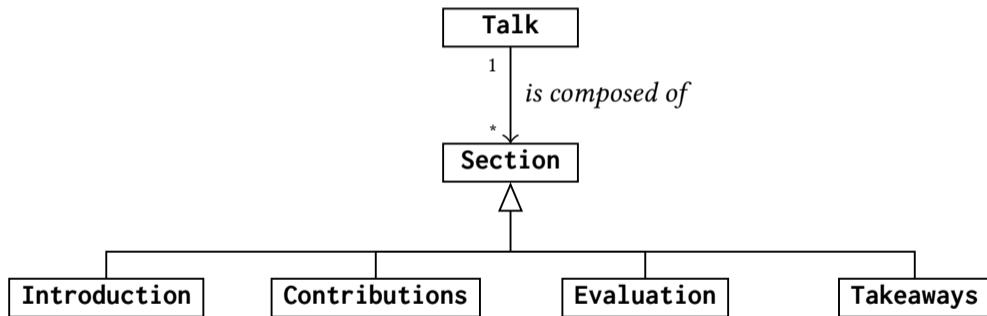 Talk
1
is composed of
*
Section
Introduction Contributions Evaluation Takeaways